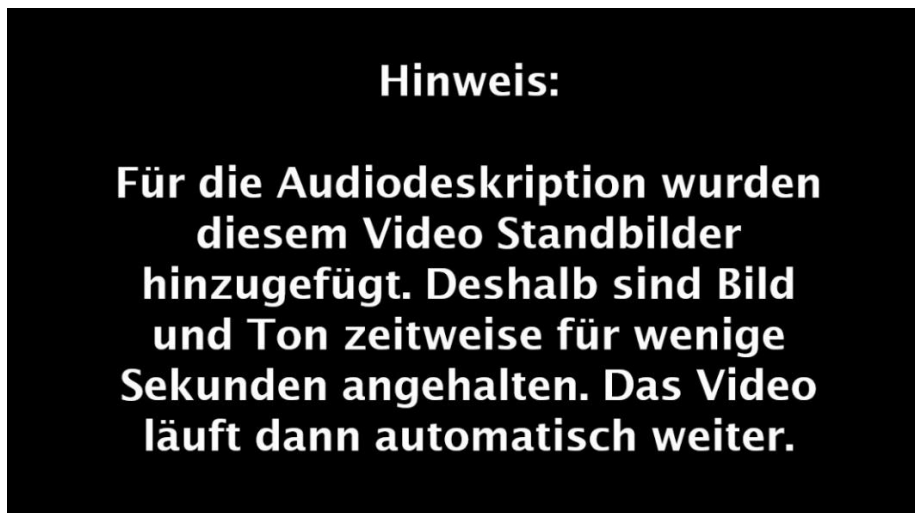 Hinweis:
Für die Audiodeskription wurden
diesem Video Standbilder
hinzugefügt. Deshalb sind Bild
und Ton zeitweise für wenige
Sekunden angehalten. Das Video
läuft dann automatisch weiter.